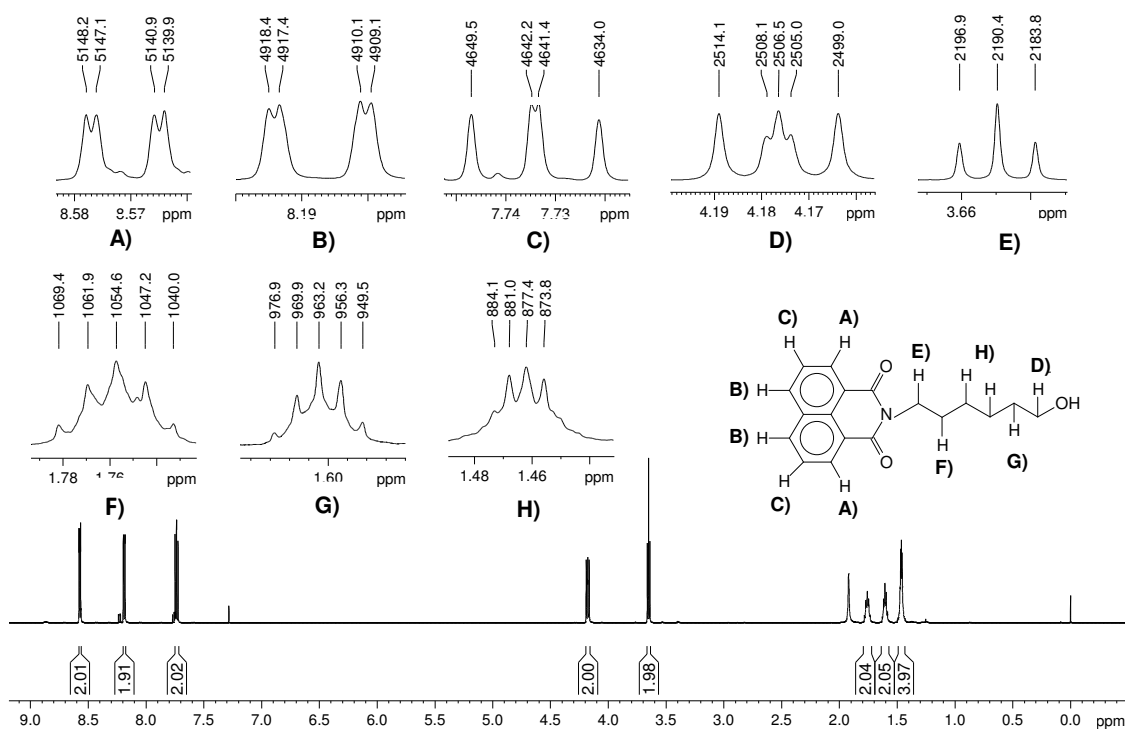 5148.2 5147.1 5140.9 5139.9
8.58 8.57 ppm
A)
4918.4 4917.4 4910.1 4909.1
8.19 ppm
B)
4649.5 4642.2 4641.4 4634.0
7.74 7.73 ppm
C)
2514.1 2508.1 2506.5 2505.0 2499.0
4.19 4.18 4.17 ppm
D)
2196.9 2190.4 2183.8
3.66 ppm
E)
1069.4 1061.9 1054.6 1047.2 1040.0
1.78 1.76 ppm
F)
976.9 969.9 963.2 956.3 949.5
1.60 ppm
G)
884.1 881.0 877.4 873.8
1.48 1.46 ppm
H)
C) A)
H H
E) H)
B) H O H H D)
H H
N OH
B) H O H H
F) G)
H H
C) A)
2.01 1.91 2.02 2.00 1.98 2.04 2.05 3.97
9.0 8.5 8.0 7.5 7.0 6.5 6.0 5.5 5.0 4.5 4.0 3.5 3.0 2.5 2.0 1.5 1.0 0.5 0.0 ppm